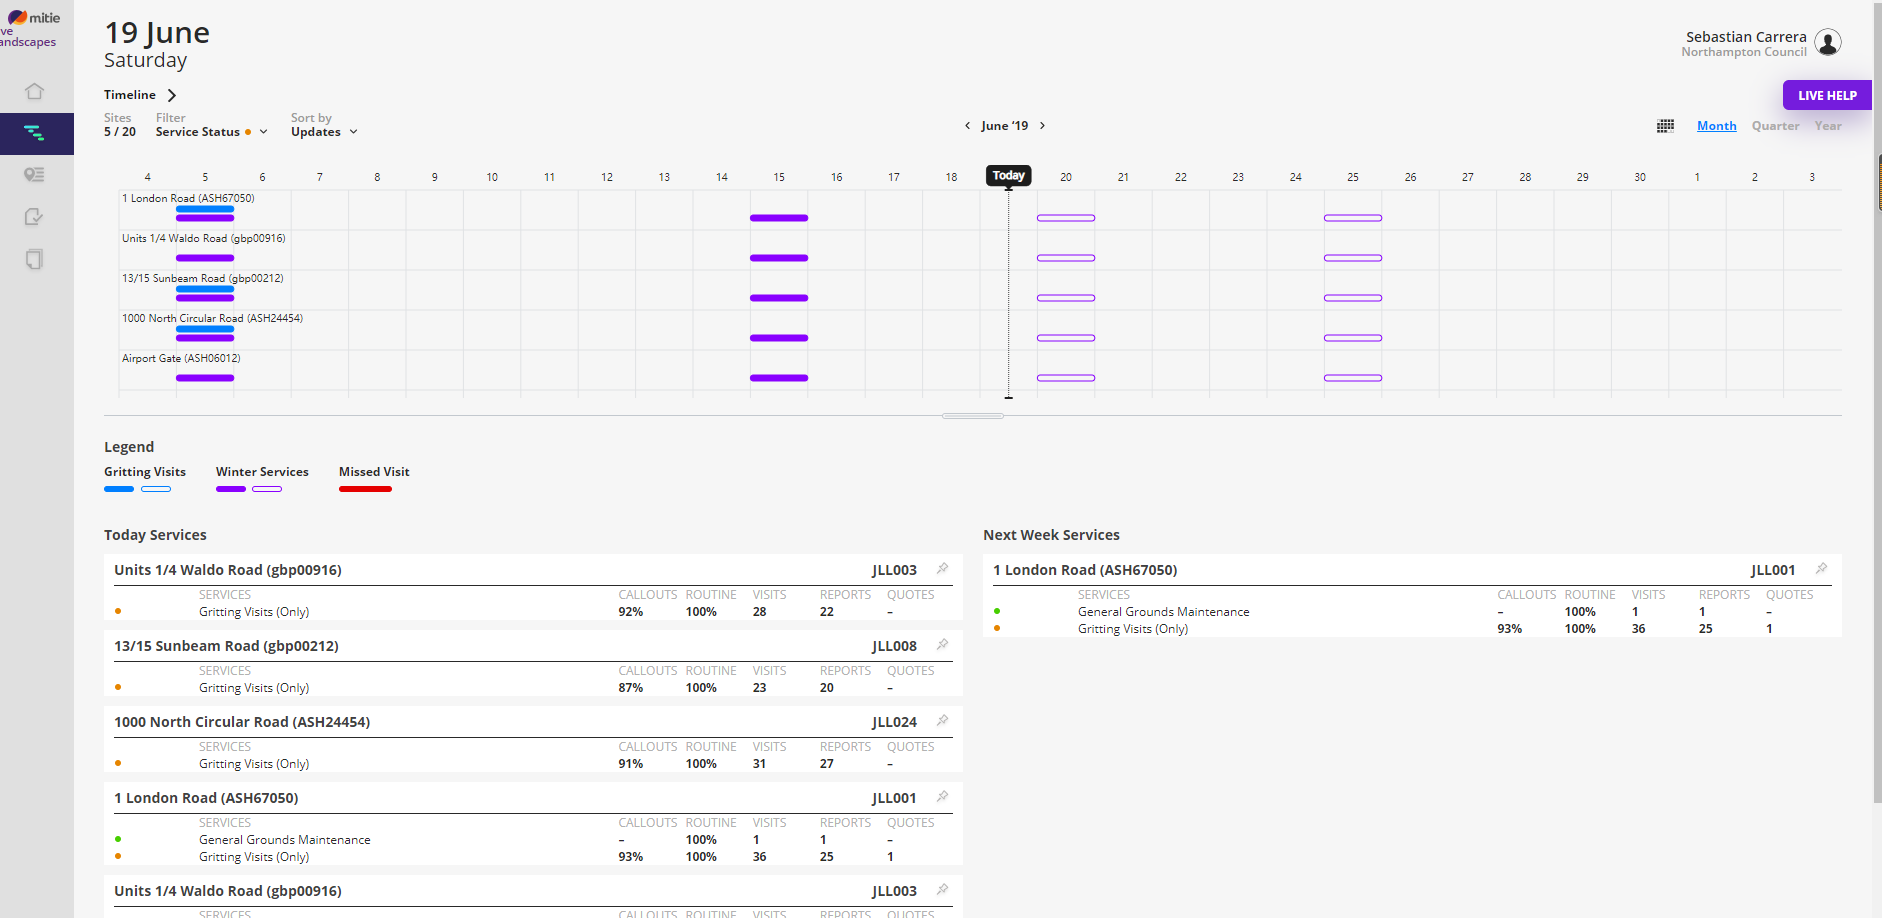 mitie
ve
andscapes
19 June
Saturday
Sebastian Carrera
Northampton Council
Timeline
LIVE HELP
Sites
5 / 20
Filter
Service Status
Sort by
Updates
June '19
Month Quarter Year
4 5 6 7 8 9 10 11 12 13 14 15 16 17 18 Today 20 21 22 23 24 25 26 27 28 29 30 1 2 3
1 London Road (ASH67050)
Units 1/4 Waldo Road (gbp00916)
13/15 Sunbeam Road (gbp00212)
1000 North Circular Road (ASH24454)
Airport Gate (ASH06012)
Legend
Gritting Visits Winter Services Missed Visit
Today Services
Units 1/4 Waldo Road (gbp00916) JLL003
SERVICES CALLOUTS ROUTINE VISITS REPORTS QUOTES
Gritting Visits (Only) 92% 100% 28 22 –
13/15 Sunbeam Road (gbp00212) JLL008
SERVICES CALLOUTS ROUTINE VISITS REPORTS QUOTES
Gritting Visits (Only) 87% 100% 23 20 –
1000 North Circular Road (ASH24454) JLL024
SERVICES CALLOUTS ROUTINE VISITS REPORTS QUOTES
Gritting Visits (Only) 91% 100% 31 27 –
1 London Road (ASH67050) JLL001
SERVICES CALLOUTS ROUTINE VISITS REPORTS QUOTES
General Grounds Maintenance – 100% 1 1 –
Gritting Visits (Only) 93% 100% 36 25 1
Units 1/4 Waldo Road (gbp00916) JLL003
SERVICES CALLOUTS ROUTINE VISITS REPORTS QUOTES
Next Week Services
1 London Road (ASH67050) JLL001
SERVICES CALLOUTS ROUTINE VISITS REPORTS QUOTES
General Grounds Maintenance – 100% 1 1 –
Gritting Visits (Only) 93% 100% 36 25 1